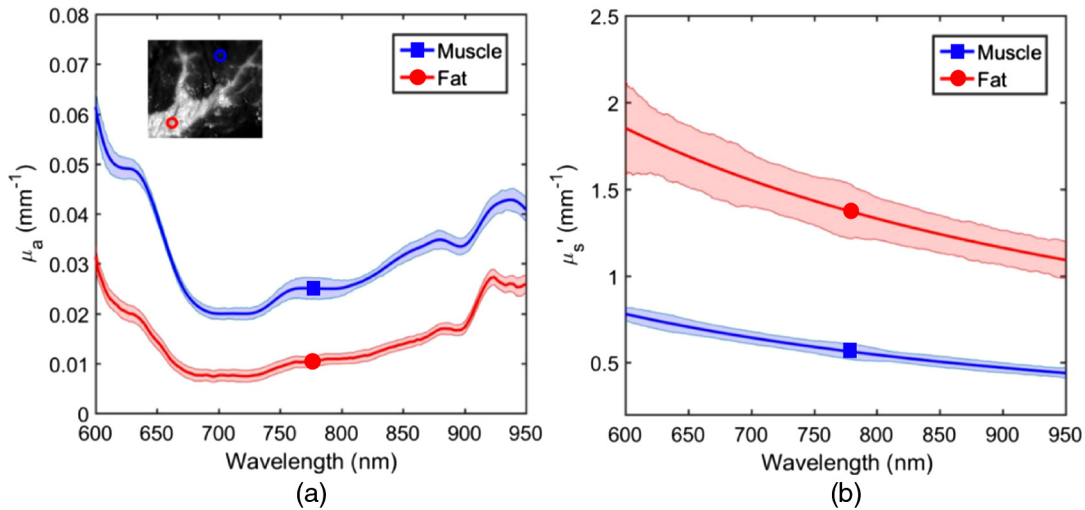 0.08
0.07
0.06
0.05
0.04
0.03
0.02
0.01
0
μa (mm-1)
600 650 700 750 800 850 900 950
Wavelength (nm)
Muscle
Fat
(a)
2.5
2
1.5
1
0.5
μs' (mm-1)
600 650 700 750 800 850 900 950
Wavelength (nm)
Muscle
Fat
(b)